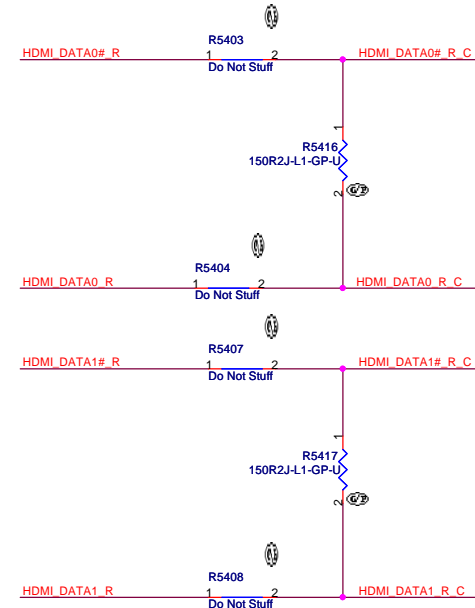 R5403
HDMI_DATA0#_R 1 2 HDMI_DATA0#_R_C
Do Not Stuff
1
R5416
150R2J-L1-GP-U
2
R5404
HDMI_DATA0_R 1 2 HDMI_DATA0_R_C
Do Not Stuff
R5407
HDMI_DATA1#_R 1 2 HDMI_DATA1#_R_C
Do Not Stuff
1
R5417
150R2J-L1-GP-U
2
R5408
HDMI_DATA1_R 1 2 HDMI_DATA1_R_C
Do Not Stuff